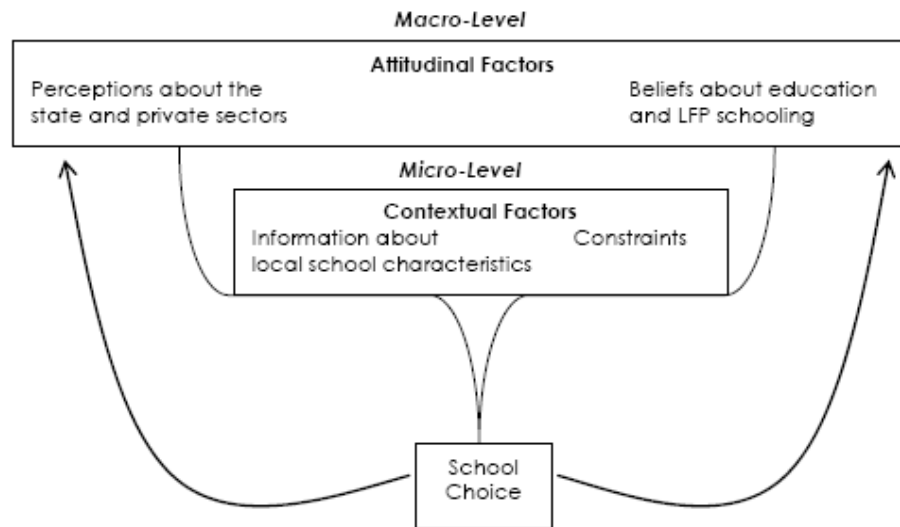 Macro-Level
Attitudinal Factors
Perceptions about the
state and private sectors
Beliefs about education
and LFP schooling
Micro-Level
Contextual Factors
Information about
local school characteristics
Constraints
School
Choice